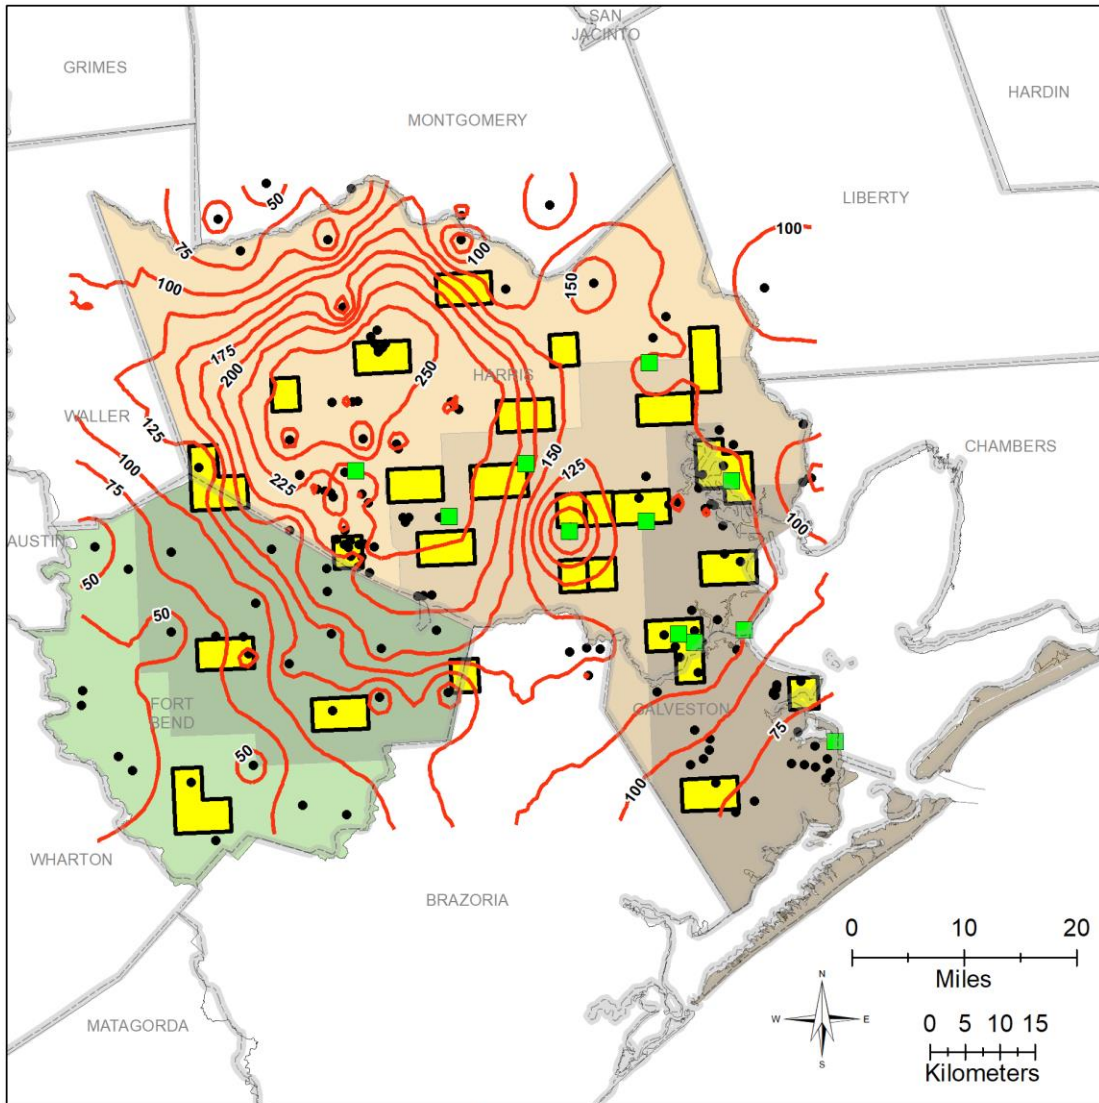 SAN
JACINTO
GRIMES
HARDIN
MONTGOMERY
LIBERTY
50
75
100
100
100
150
175
200
250
HARRIS
WALLER
125
100
75
225
150
125
CHAMBERS
100
AUSTIN
50
50
FORT
BEND
GALVESTON
75
50
100
WHARTON
BRAZORIA
MATAGORDA
0 10 20
Miles
N
W E
S
0 5 10 15
Kilometers